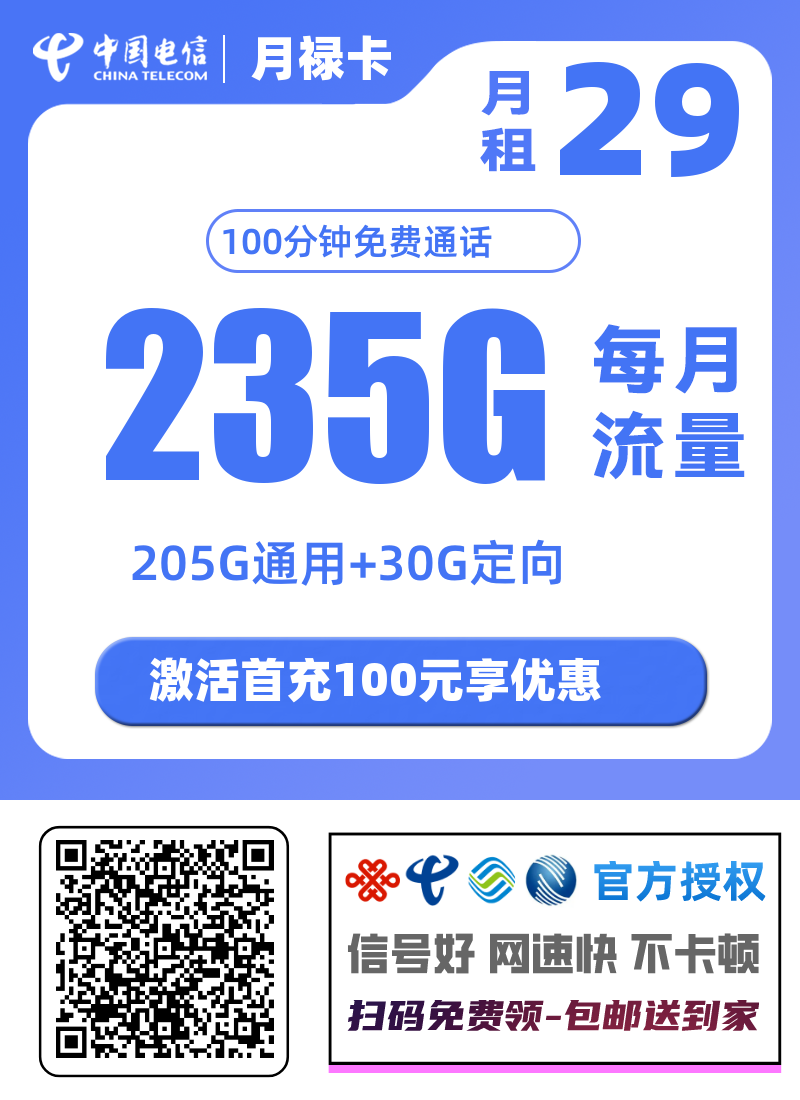 中国电信
CHINA TELECOM
月禄卡
月租 29
100分钟免费通话
235G
每月
流量
205G通用+30G定向
激活首充100元享优惠
官方授权
信号好 网速快 不卡顿
扫码免费领-包邮送到家